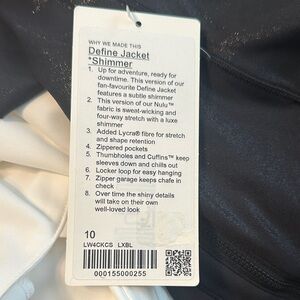 WHY WE MADE THIS
Define Jacket
*Shimmer
1. Up for adventure, ready for
downtime. This version of our
fan-favourite Define Jacket
features a subtle shimmer
2. This version of our Nulu™
fabric is sweat-wicking and
four-way stretch with a luxe
shimmer
3. Added Lycra® fibre for stretch
and shape retention
4. Zippered pockets
5. Thumbholes and Cuffins™ keep
sleeves down and chills out
6. Locker loop for easy hanging
7. Zipper garage keeps chafe in
check
8. Over time the shiny details
will take on their own
well-loved look
10
LW4CKCS LXBL
000155000255